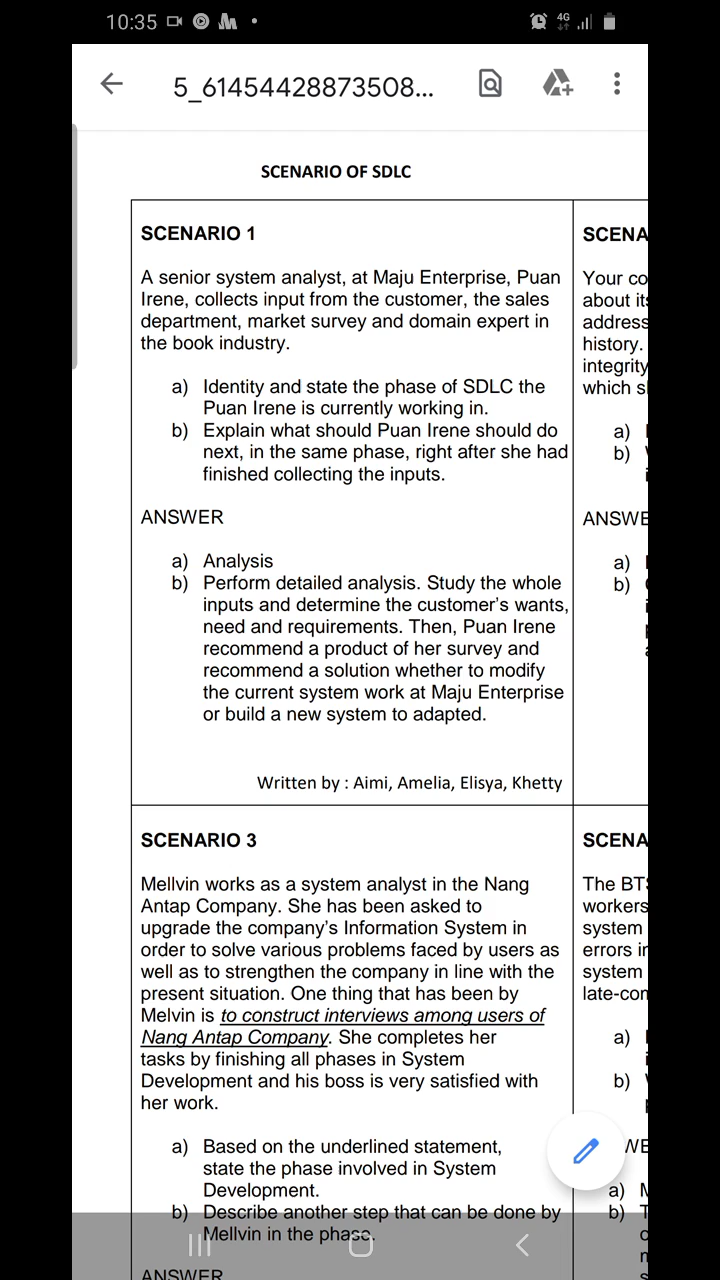 10:35
4G
5_61454428873508...
SCENARIO OF SDLC
SCENARIO 1
A senior system analyst, at Maju Enterprise, Puan
Irene, collects input from the customer, the sales
department, market survey and domain expert in
the book industry.
a) Identity and state the phase of SDLC the
Puan Irene is currently working in.
b) Explain what should Puan Irene should do
next, in the same phase, right after she had
finished collecting the inputs.
ANSWER
a) Analysis
b) Perform detailed analysis. Study the whole
inputs and determine the customer's wants,
need and requirements. Then, Puan Irene
recommend a product of her survey and
recommend a solution whether to modify
the current system work at Maju Enterprise
or build a new system to adapted.
Written by : Aimi, Amelia, Elisya, Khetty
SCENA
Your co
about its
address
history.
integrity
which sl
a)
b)
ANSWE
a)
b)
SCENARIO 3
Mellvin works as a system analyst in the Nang
Antap Company. She has been asked to
upgrade the company's Information System in
order to solve various problems faced by users as
well as to strengthen the company in line with the
present situation. One thing that has been by
Melvin is to construct interviews among users of
Nang Antap Company. She completes her
tasks by finishing all phases in System
Development and his boss is very satisfied with
her work.
a) Based on the underlined statement,
state the phase involved in System
Development.
b) Describe another step that can be done by
Mellvin in the phase.
ANSWER
SCENA
The BTS
workers
system
errors in
system
late-com
a)
b)
WE
a)
b)